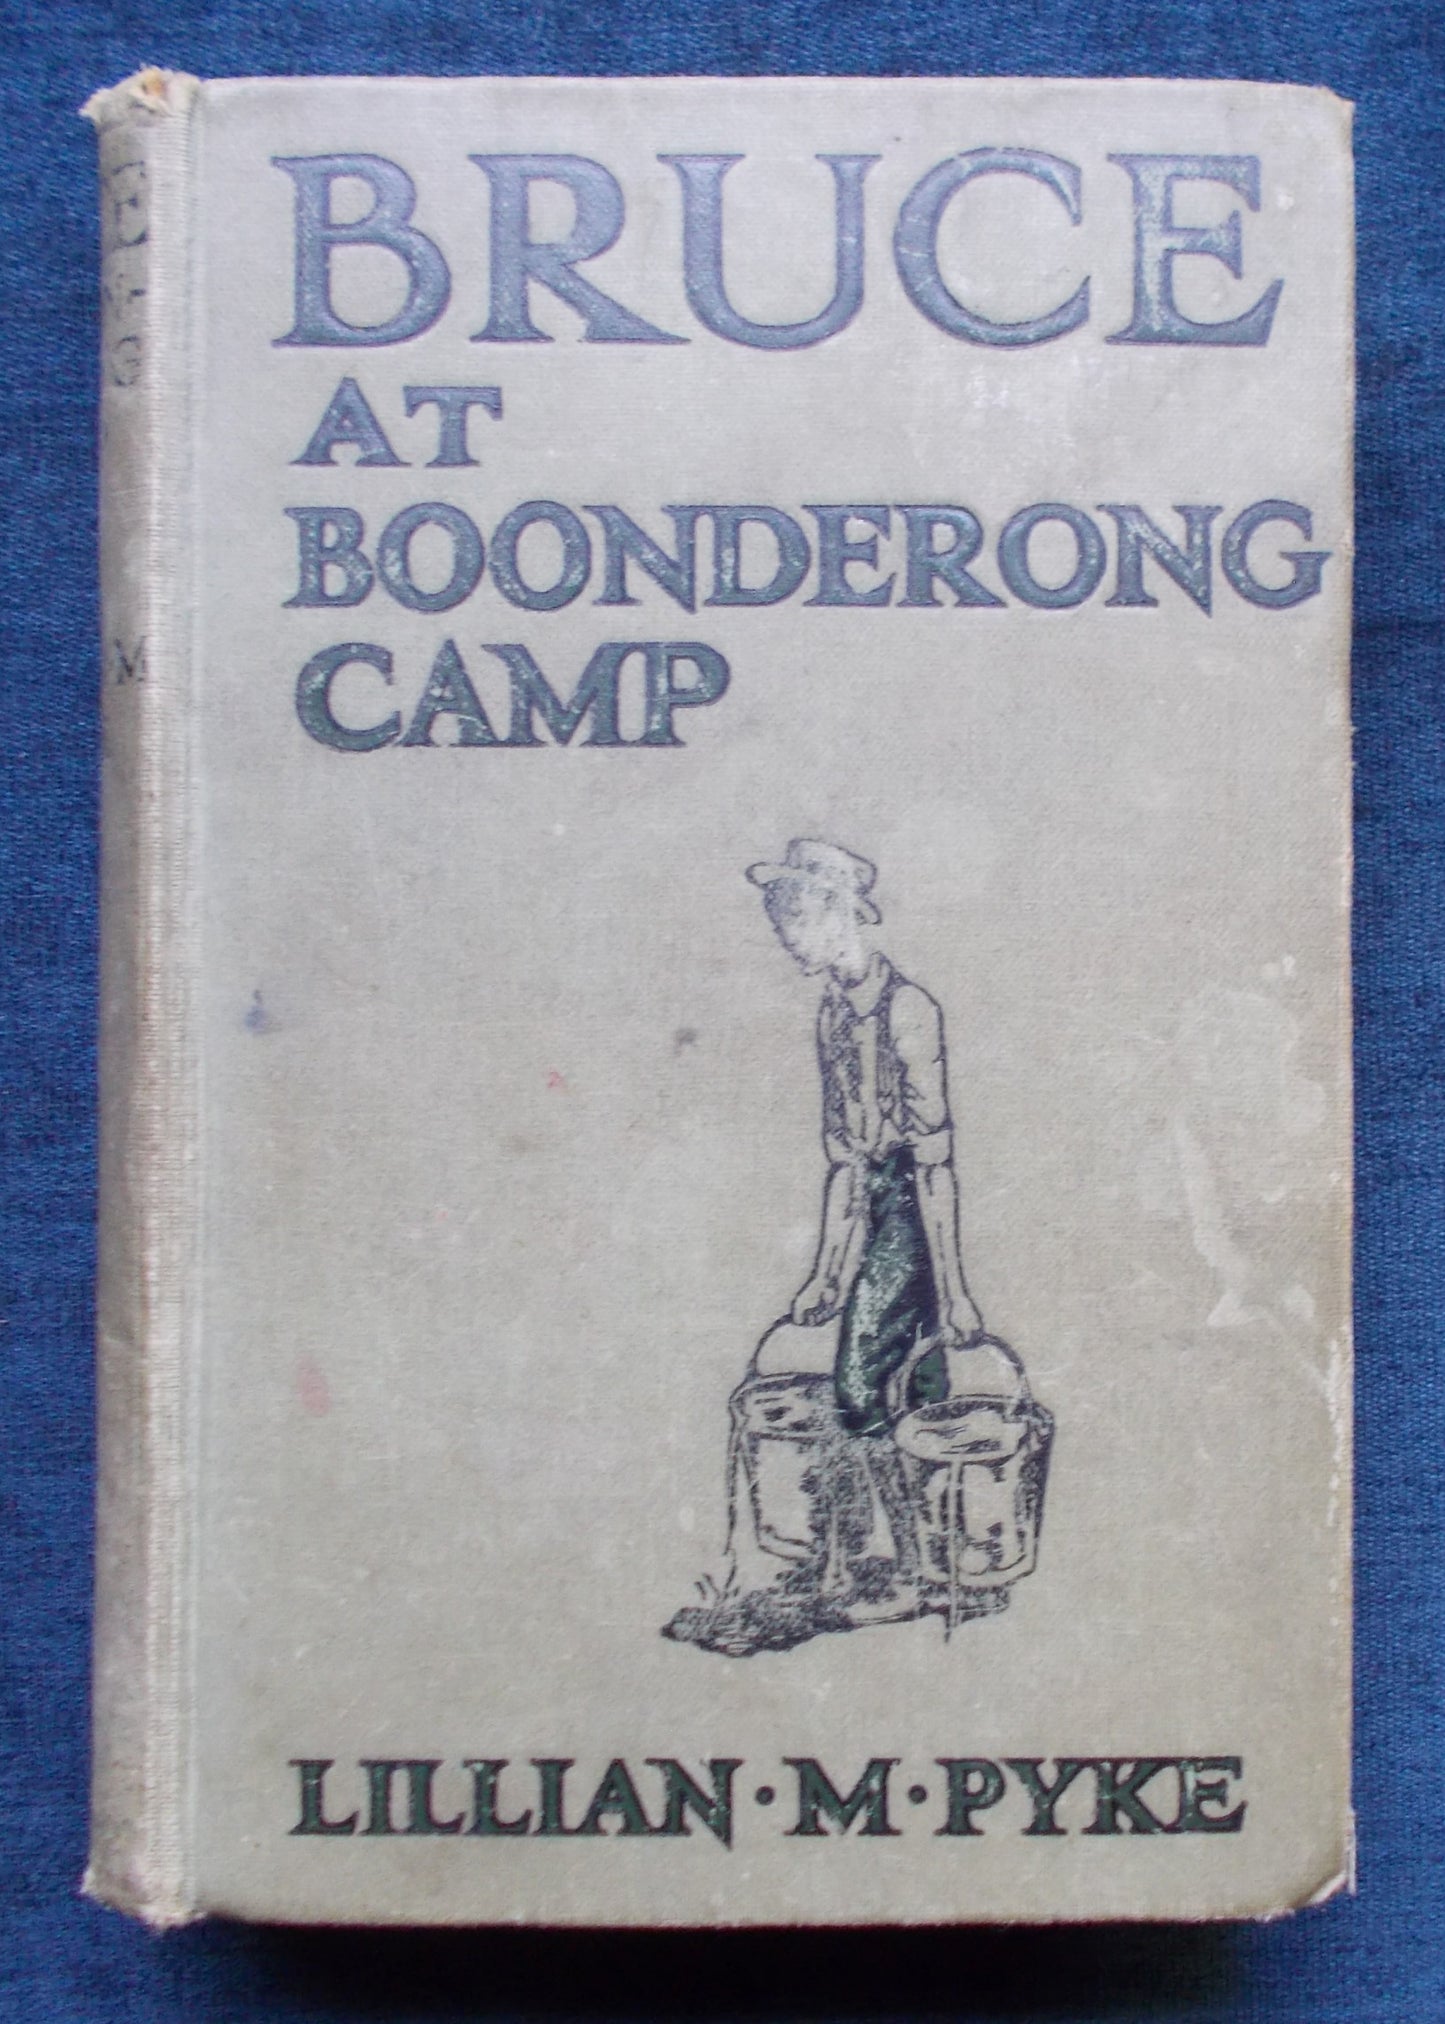 BRUCE
AT
BOONDERONG
CAMP
LILLIAN · M · PYKE